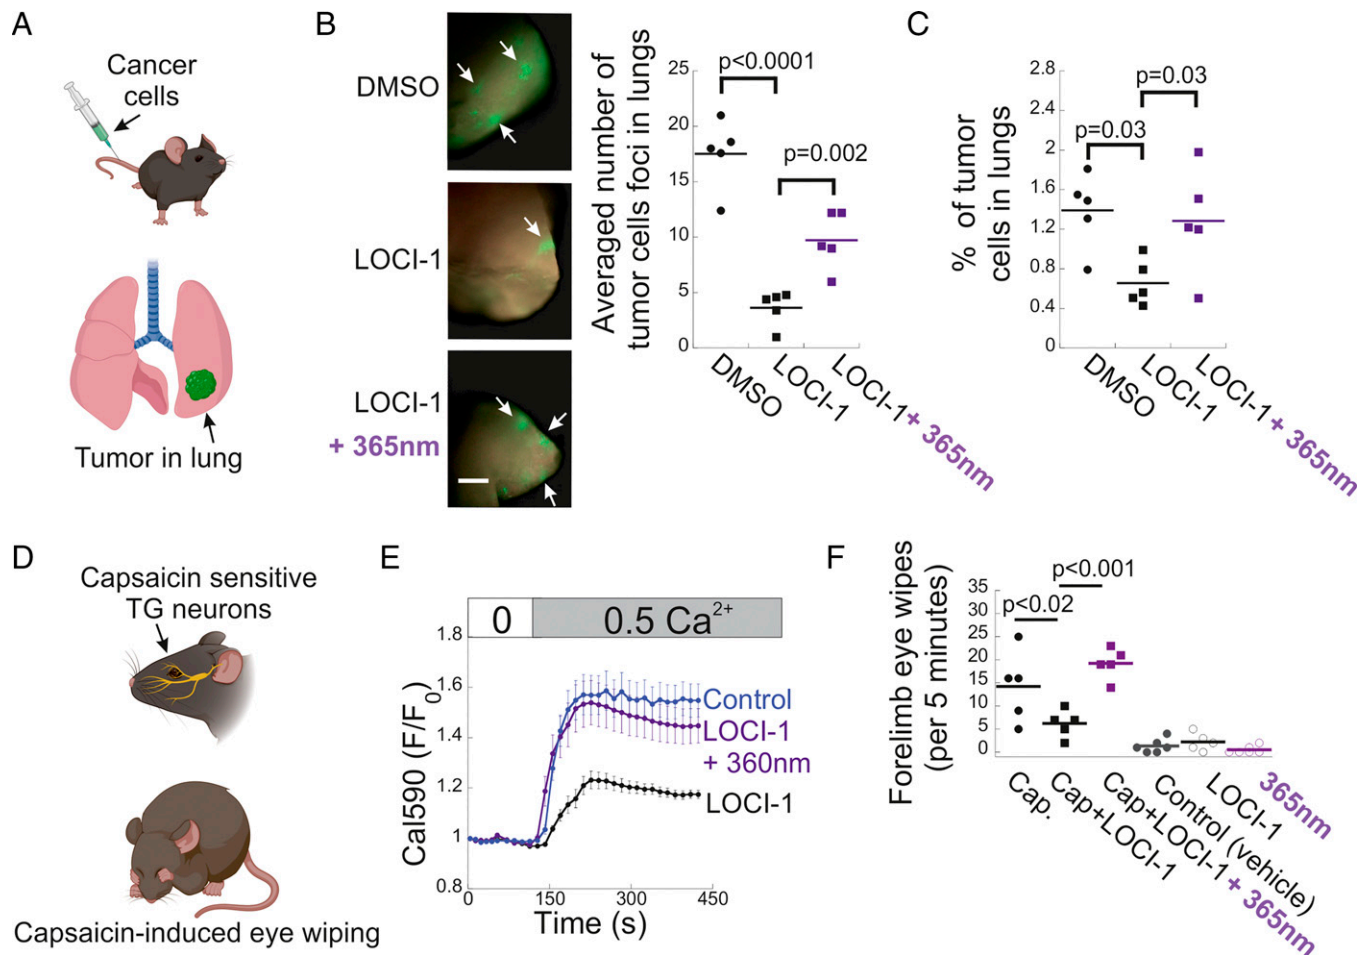 A
Cancer
cells
Tumor in lung
B
DMSO
LOCI-1
LOCI-1
+ 365nm
Averaged number of
tumor cells foci in lungs
25
20
15
10
5
0
p<0.0001
p=0.002
DMSO
LOCI-1
LOCI-1 + 365nm
C
% of tumor
cells in lungs
2.8
2.4
2
1.6
1.2
0.8
0.4
0
p=0.03
p=0.03
DMSO
LOCI-1
LOCI-1 + 365nm
D
Capsaicin sensitive
TG neurons
Capsaicin-induced eye wiping
E
0
0.5 Ca²⁺
Cal590 (F/F₀)
1.8
1.6
1.4
1.2
1
0.8
Control
LOCI-1
+ 360nm
LOCI-1
0
150
300
450
Time (s)
F
Forelimb eye wipes
(per 5 minutes)
35
30
25
20
15
10
5
0
p<0.02
p<0.001
Cap.
Cap+LOCI-1
Cap+LOCI-1 + 365nm
Control (vehicle)
LOCI-1
365nm